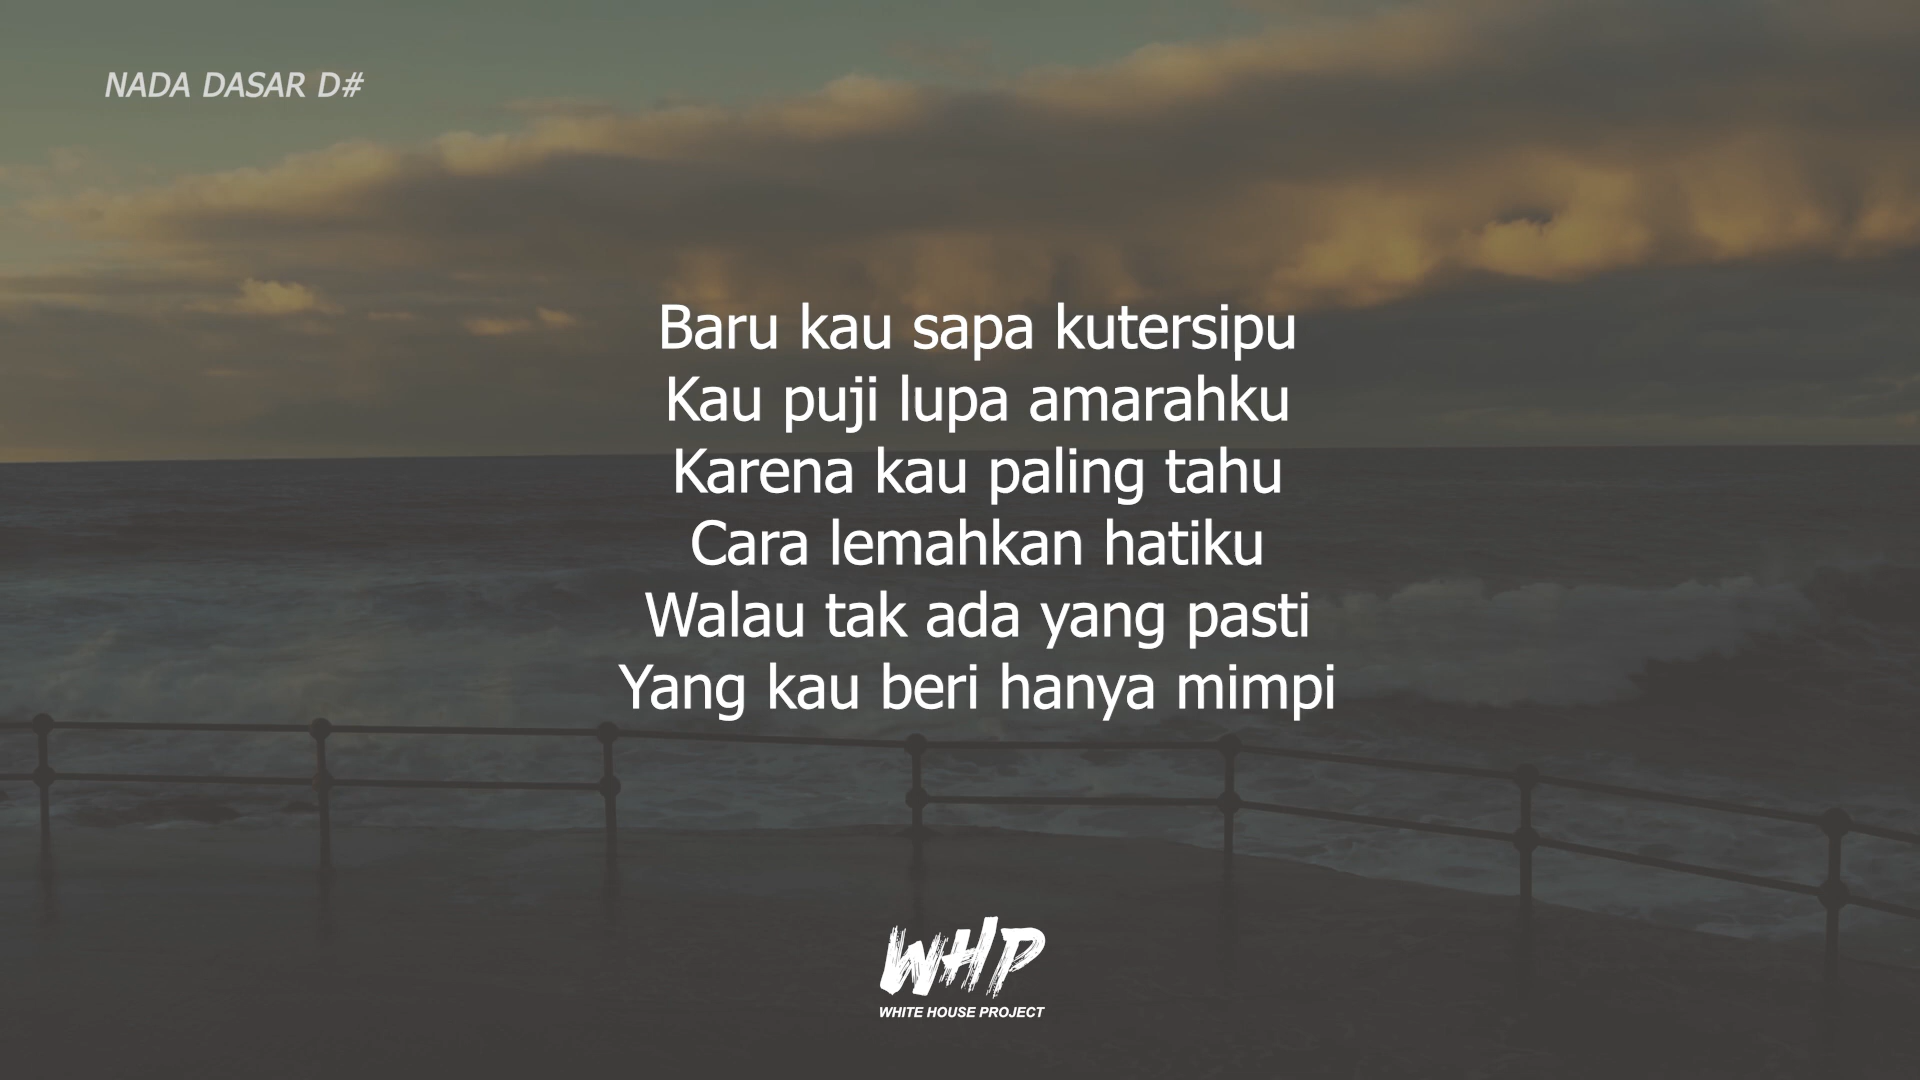 NADA DASAR D#
Baru kau sapa kutersipu
Kau puji lupa amarahku
Karena kau paling tahu
Cara lemahkan hatiku
Walau tak ada yang pasti
Yang kau beri hanya mimpi
WHP
WHITE HOUSE PROJECT